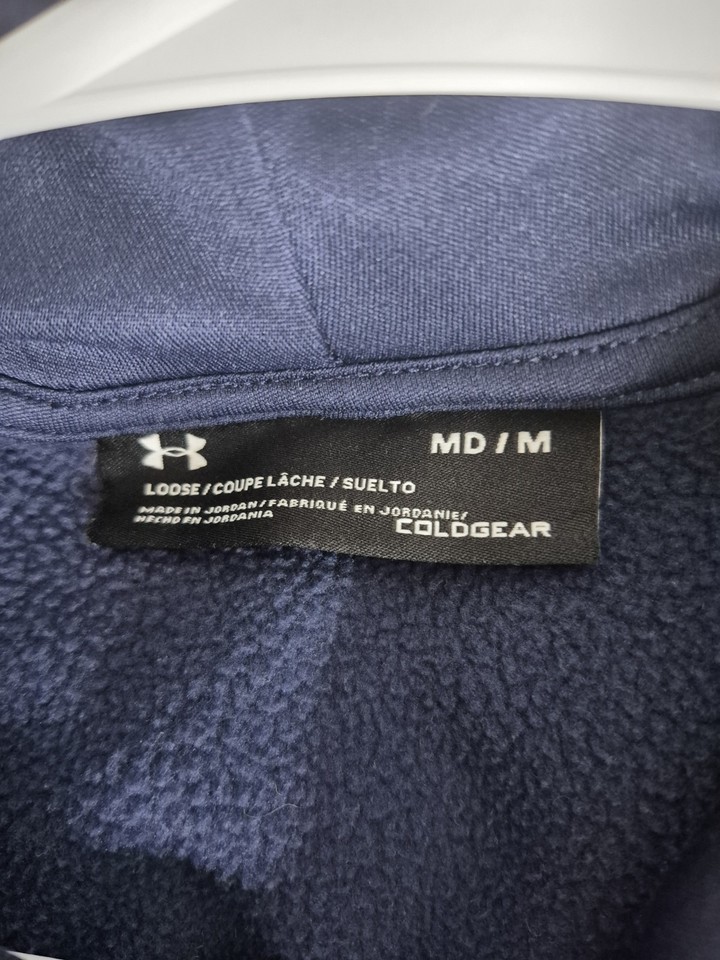 MD / M
LOOSE / COUPE LÂCHE / SUELTO
MADE IN JORDAN / FABRIQUÉ EN JORDANIE/
HECHO EN JORDANIA
COLDGEAR